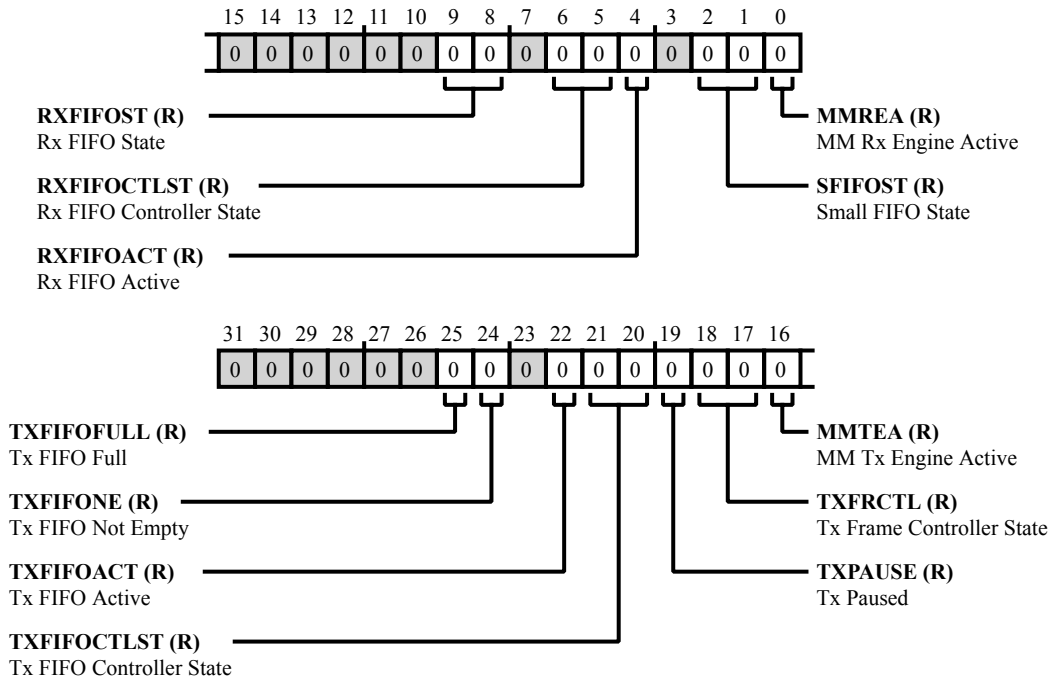 15 14 13 12 11 10 9 8 7 6 5 4 3 2 1 0
0 0 0 0 0 0 0 0 0 0 0 0 0 0 0 0
RXFIFOST (R)
Rx FIFO State
RXFIFOCTLST (R)
Rx FIFO Controller State
RXFIFOACT (R)
Rx FIFO Active
MMREA (R)
MM Rx Engine Active
SFIFOST (R)
Small FIFO State
31 30 29 28 27 26 25 24 23 22 21 20 19 18 17 16
0 0 0 0 0 0 0 0 0 0 0 0 0 0 0 0
TXFIFOFULL (R)
Tx FIFO Full
TXFIFONE (R)
Tx FIFO Not Empty
TXFIFOACT (R)
Tx FIFO Active
TXFIFOCTLST (R)
Tx FIFO Controller State
MMTEA (R)
MM Tx Engine Active
TXFRCTL (R)
Tx Frame Controller State
TXPAUSE (R)
Tx Paused